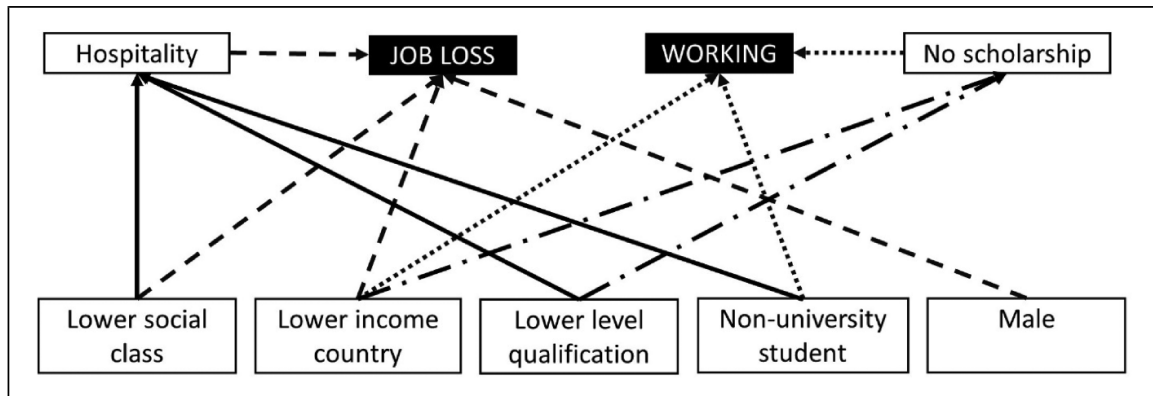 Hospitality
JOB LOSS
WORKING
No scholarship
Lower social
class
Lower income
country
Lower level
qualification
Non-university
student
Male